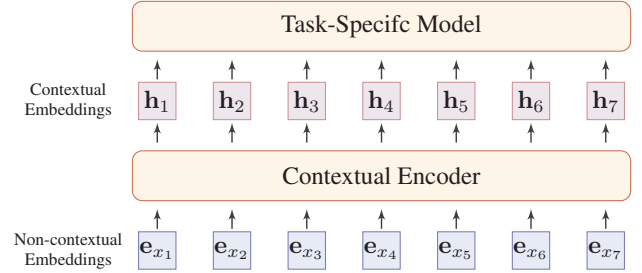 Task-Specifc Model
Contextual
Embeddings
h1 h2 h3 h4 h5 h6 h7
Contextual Encoder
Non-contextual
Embeddings
ex1 ex2 ex3 ex4 ex5 ex6 ex7